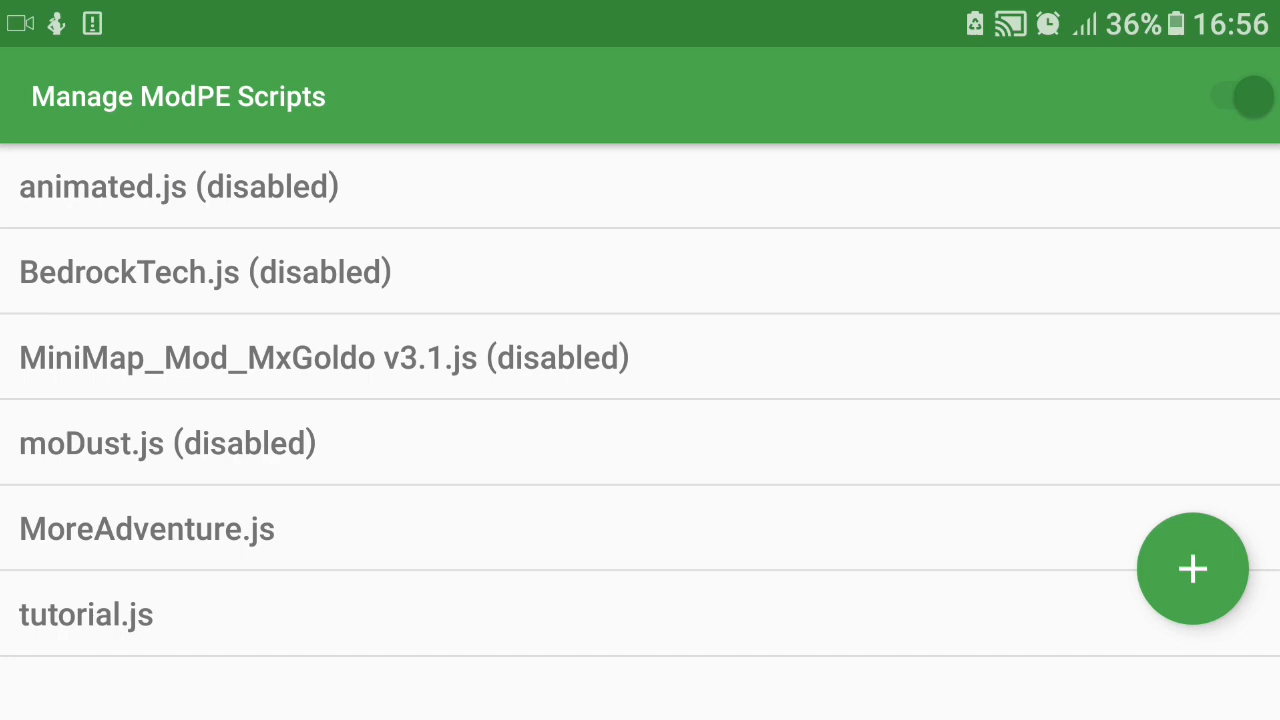 36% 16:56
Manage ModPE Scripts
animated.js (disabled)
BedrockTech.js (disabled)
MiniMap_Mod_MxGoldo v3.1.js (disabled)
moDust.js (disabled)
MoreAdventure.js
tutorial.js